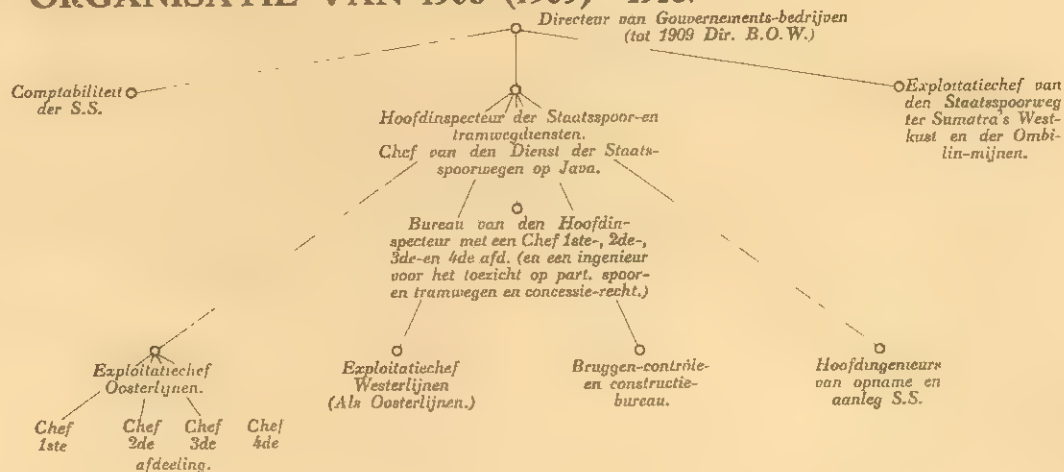 ORGANISATIE VAN 1906 (1909)—1918.
Directeur van Gouvernements-bedrijven
(tot 1909 Dir. B.O.W.)
Comptabiliteit
der S.S.
Exploitatiechef van
den Staatsspoorweg
ter Sumatra's West-
kust en der Ombi-
lin-mijnen.
Hoofdinspecteur der Staatsspoor-en
tramwegdiensten.
Chef van den Dienst der Staats-
spoorwegen op Java.
Bureau van den Hoofdin-
specteur met een Chef 1ste-, 2de-,
3de-en 4de afd. (en een ingenieur
voor het toezicht op part. spoor-
en tramwegen en concessie-recht.)
Exploitatiechef
Oosterlijnen.
Chef Chef Chef Chef
1ste 2de 3de 4de
afdeeling.
Exploitatiechef
Westerlijnen
(Als Oosterlijnen.)
Bruggen-contrôle-
en constructie-
bureau.
Hoofdingenieurs
van opname en
aanleg S.S.